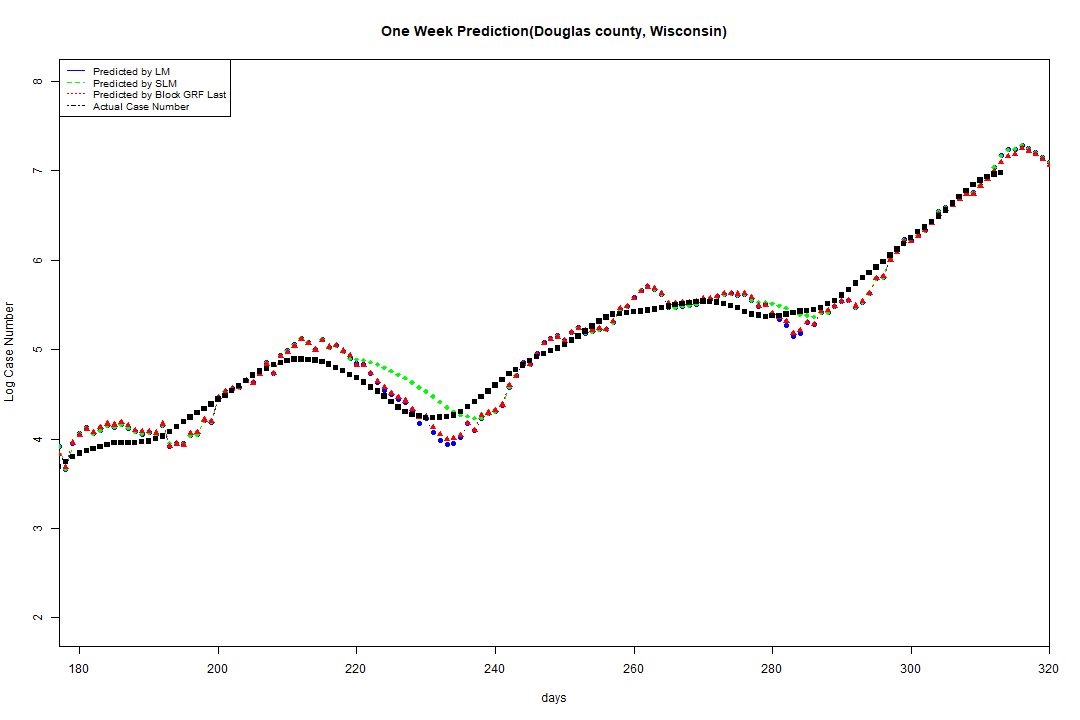 One Week Prediction(Douglas county, Wisconsin)
Predicted by LM
Predicted by SLM
Predicted by Block GRF Last
Actual Case Number
8
7
6
5
4
3
2
Log Case Number
180 200 220 240 260 280 300 320
days